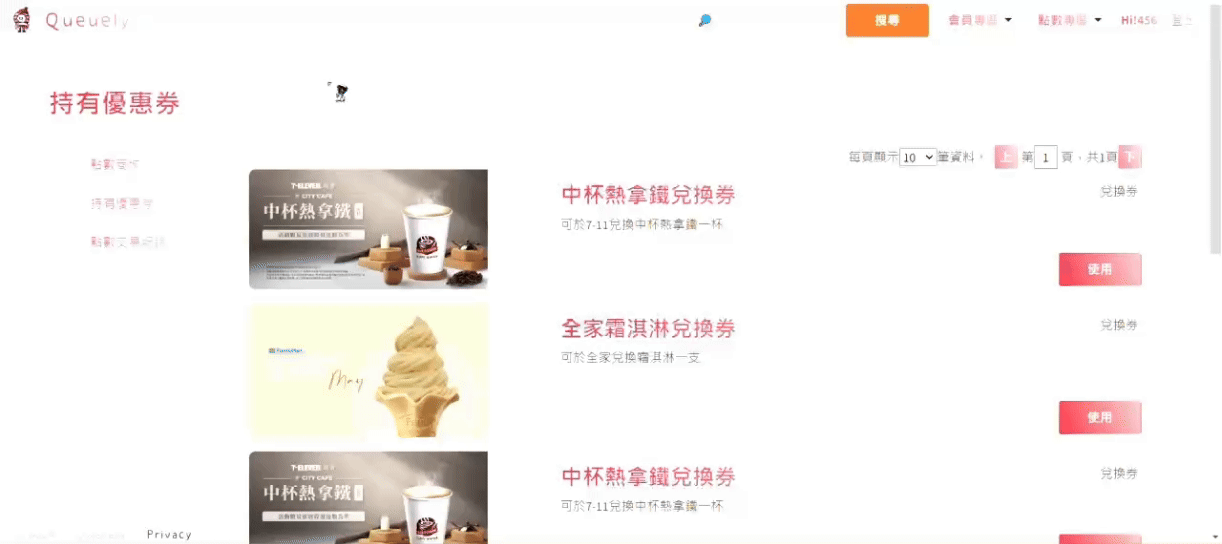 Queuely
搜尋
會員專區
點數專區
Hi!456
登出
持有優惠券
點數商城
持有優惠券
點數交易紀錄
每頁顯示 10 筆資料，
上 第 1 頁，共1頁 下
7-ELEVEN
CITY CAFE
中杯熱拿鐵
中杯熱拿鐵兌換券
兌換券
可於7-11兌換中杯熱拿鐵一杯
使用
FamilyMart
May
全家霜淇淋兌換券
兌換券
可於全家兌換霜淇淋一支
使用
7-ELEVEN
CITY CAFE
中杯熱拿鐵
中杯熱拿鐵兌換券
兌換券
可於7-11兌換中杯熱拿鐵一杯
Privacy